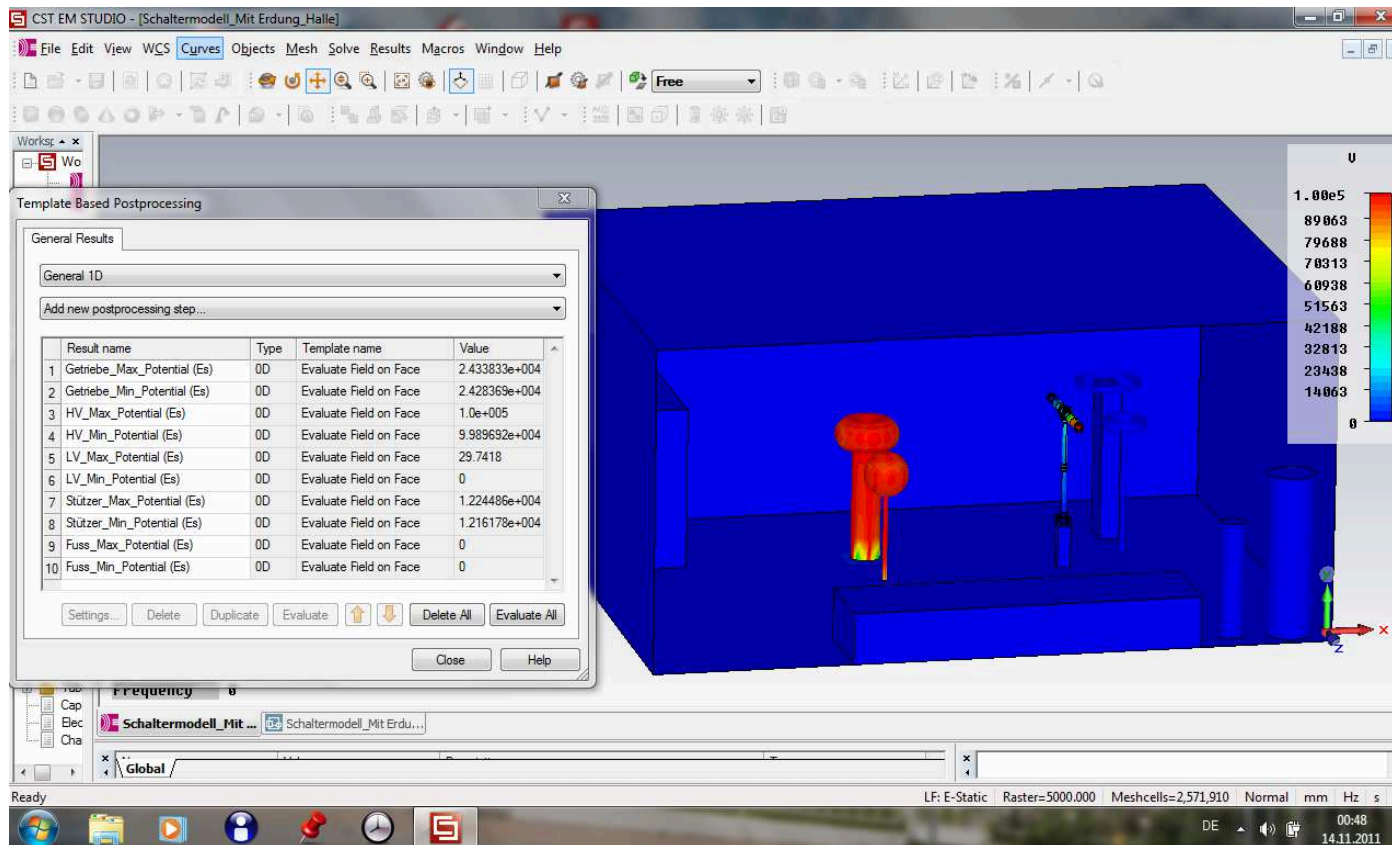 CST EM STUDIO - [Schaltermodell_Mit Erdung_Halle]
File Edit View WCS Curves Objects Mesh Solve Results Macros Window Help
Free
Worksp
Wo
Template Based Postprocessing
General Results
General 1D
Add new postprocessing step...
Result name Type Template name Value
1 Getriebe_Max_Potential (Es) 0D Evaluate Field on Face 2.433833e+004
2 Getriebe_Min_Potential (Es) 0D Evaluate Field on Face 2.428369e+004
3 HV_Max_Potential (Es) 0D Evaluate Field on Face 1.0e+005
4 HV_Min_Potential (Es) 0D Evaluate Field on Face 9.989692e+004
5 LV_Max_Potential (Es) 0D Evaluate Field on Face 29.7418
6 LV_Min_Potential (Es) 0D Evaluate Field on Face 0
7 Stützer_Max_Potential (Es) 0D Evaluate Field on Face 1.224486e+004
8 Stützer_Min_Potential (Es) 0D Evaluate Field on Face 1.216178e+004
9 Fuss_Max_Potential (Es) 0D Evaluate Field on Face 0
10 Fuss_Min_Potential (Es) 0D Evaluate Field on Face 0
Settings... Delete Duplicate Evaluate Delete All Evaluate All
Close Help
V
1.00e5
89063
79688
70313
60938
51563
42188
32813
23438
14063
0
x
z
Frequency 0
Cap
Elec
Cha
Schaltermodell_Mit ... Schaltermodell_Mit Erdu...
Global
Ready LF: E-Static Raster=5000.000 Meshcells=2,571,910 Normal mm Hz s
DE 00:48
14.11.2011